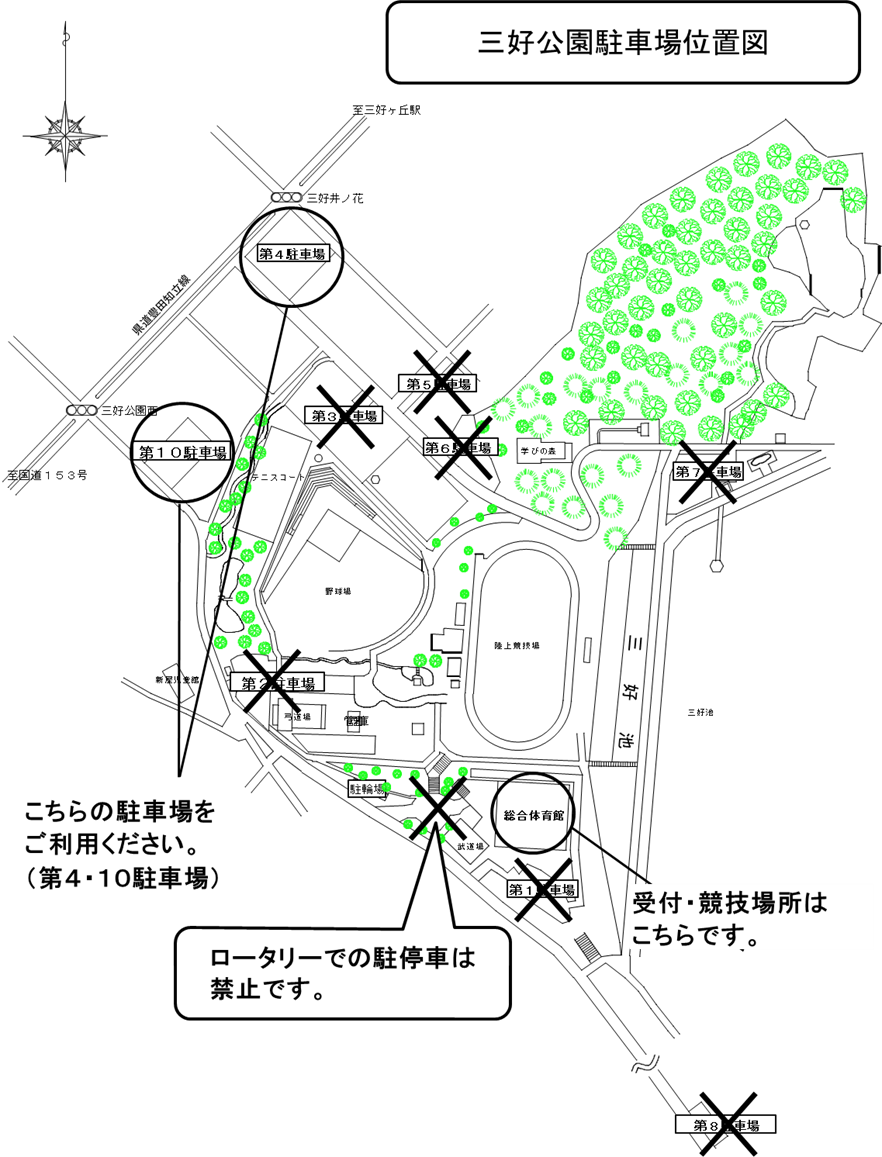 三好公園駐車場位置図
至三好ヶ丘駅
三好井ノ花
第4駐車場
県道豊田知立線
三好公園西
第10駐車場
至国道153号
第5駐車場
第3駐車場
第6駐車場
学びの森
第7駐車場
テニスコート
野球場
陸上競技場
三好池
三好池
新屋児童館
第2駐車場
弓道場
駐輪場
総合体育館
武道場
第1駐車場
こちらの駐車場を
ご利用ください。
(第4・10駐車場)
受付・競技場所は
こちらです。
ロータリーでの駐停車は
禁止です。
第8駐車場